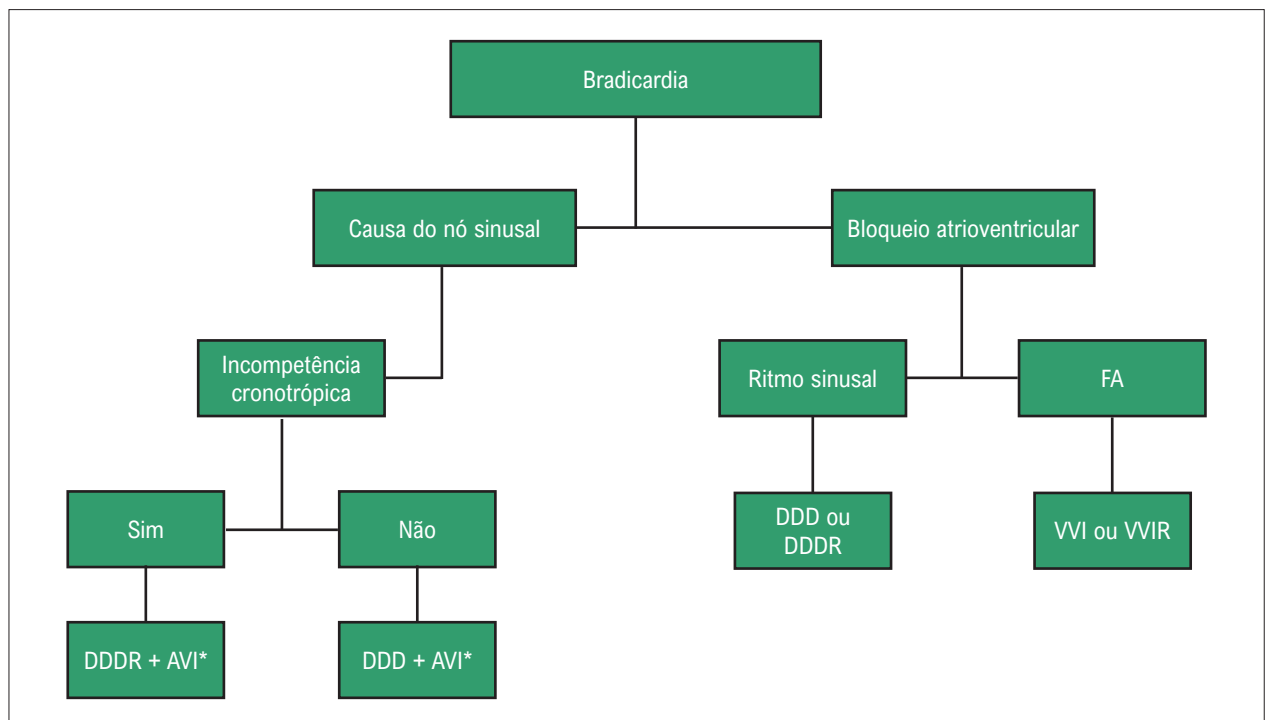 Bradicardia
Causa do nó sinusal
Bloqueio atrioventricular
Incompetência
cronotrópica
Ritmo sinusal
FA
Sim
Não
DDD ou
DDDR
VVI ou VVIR
DDDR + AVI*
DDD + AVI*